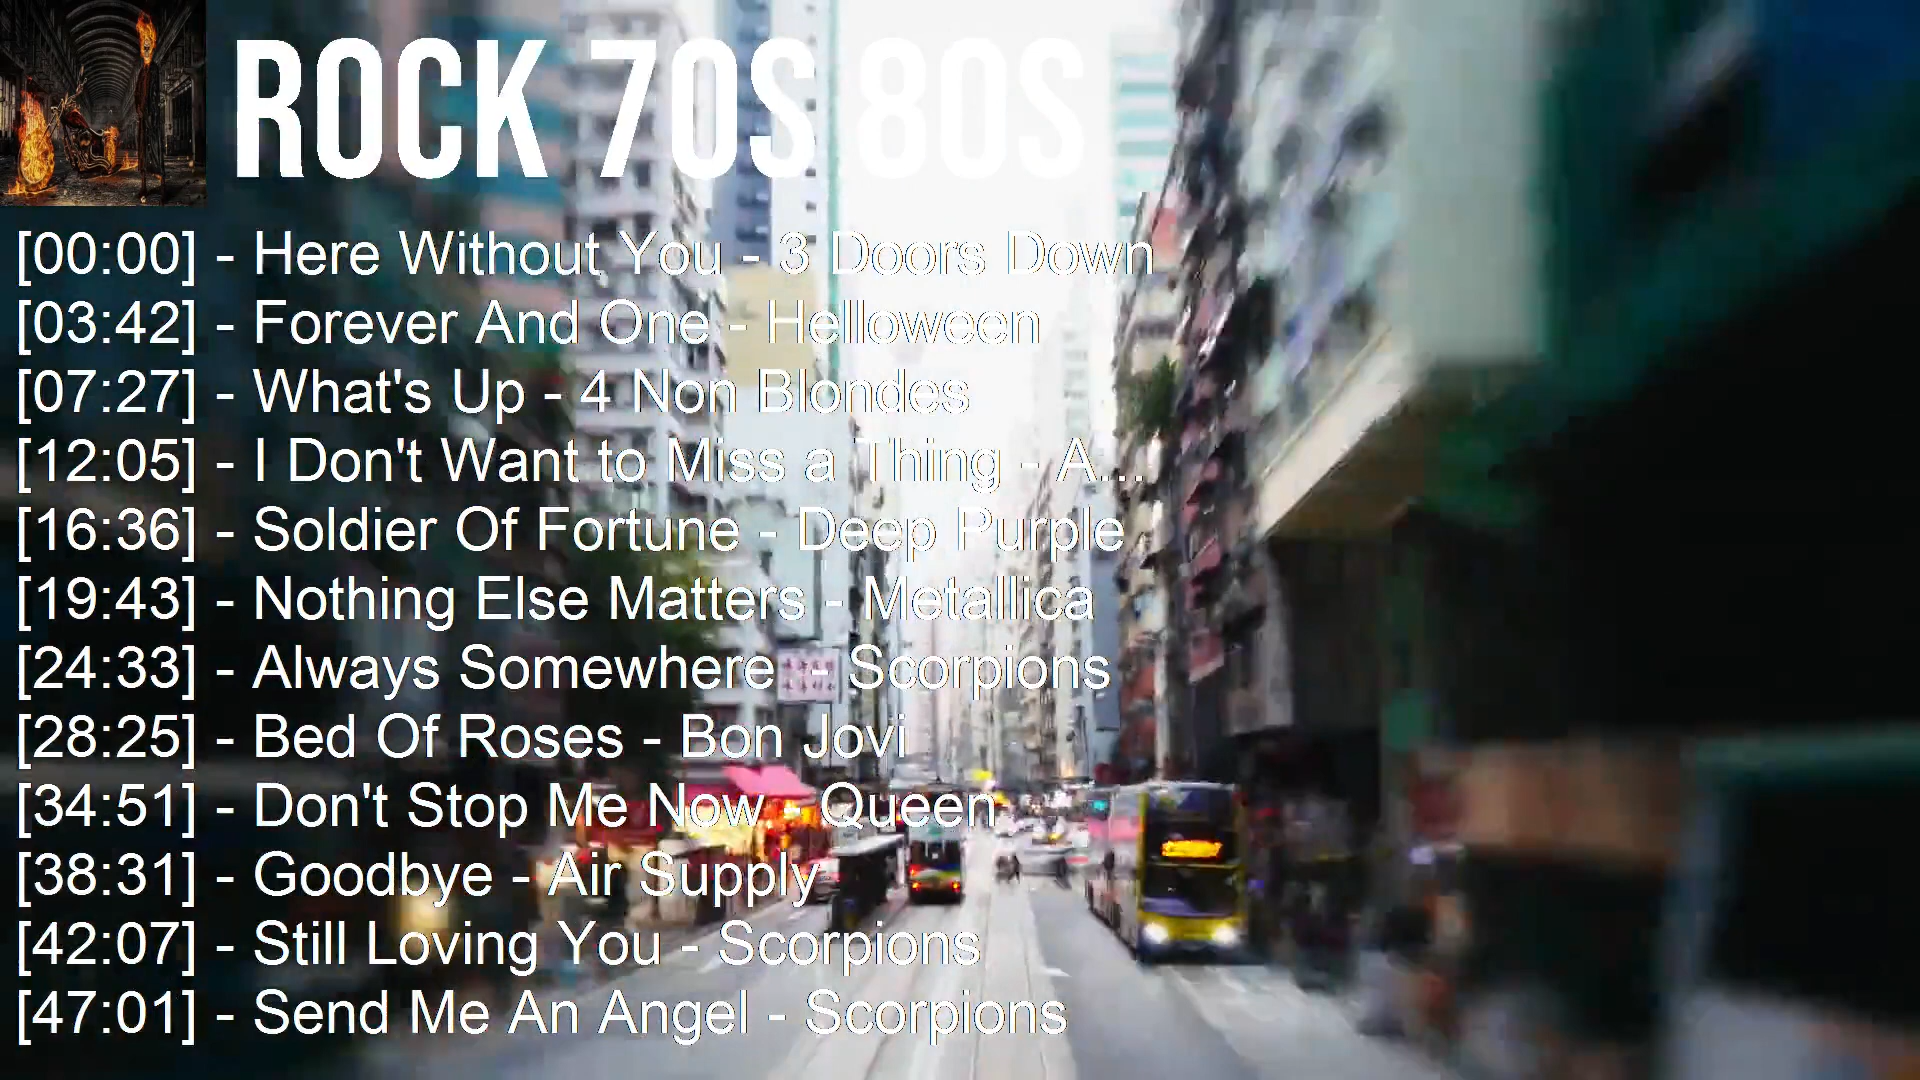 ROCK 70S 80S
[00:00] - Here Without You - 3 Doors Down
[03:42] - Forever And One - Helloween
[07:27] - What's Up - 4 Non Blondes
[12:05] - I Don't Want to Miss a Thing - A...
[16:36] - Soldier Of Fortune - Deep Purple
[19:43] - Nothing Else Matters - Metallica
[24:33] - Always Somewhere - Scorpions
[28:25] - Bed Of Roses - Bon Jovi
[34:51] - Don't Stop Me Now - Queen
[38:31] - Goodbye - Air Supply
[42:07] - Still Loving You - Scorpions
[47:01] - Send Me An Angel - Scorpions